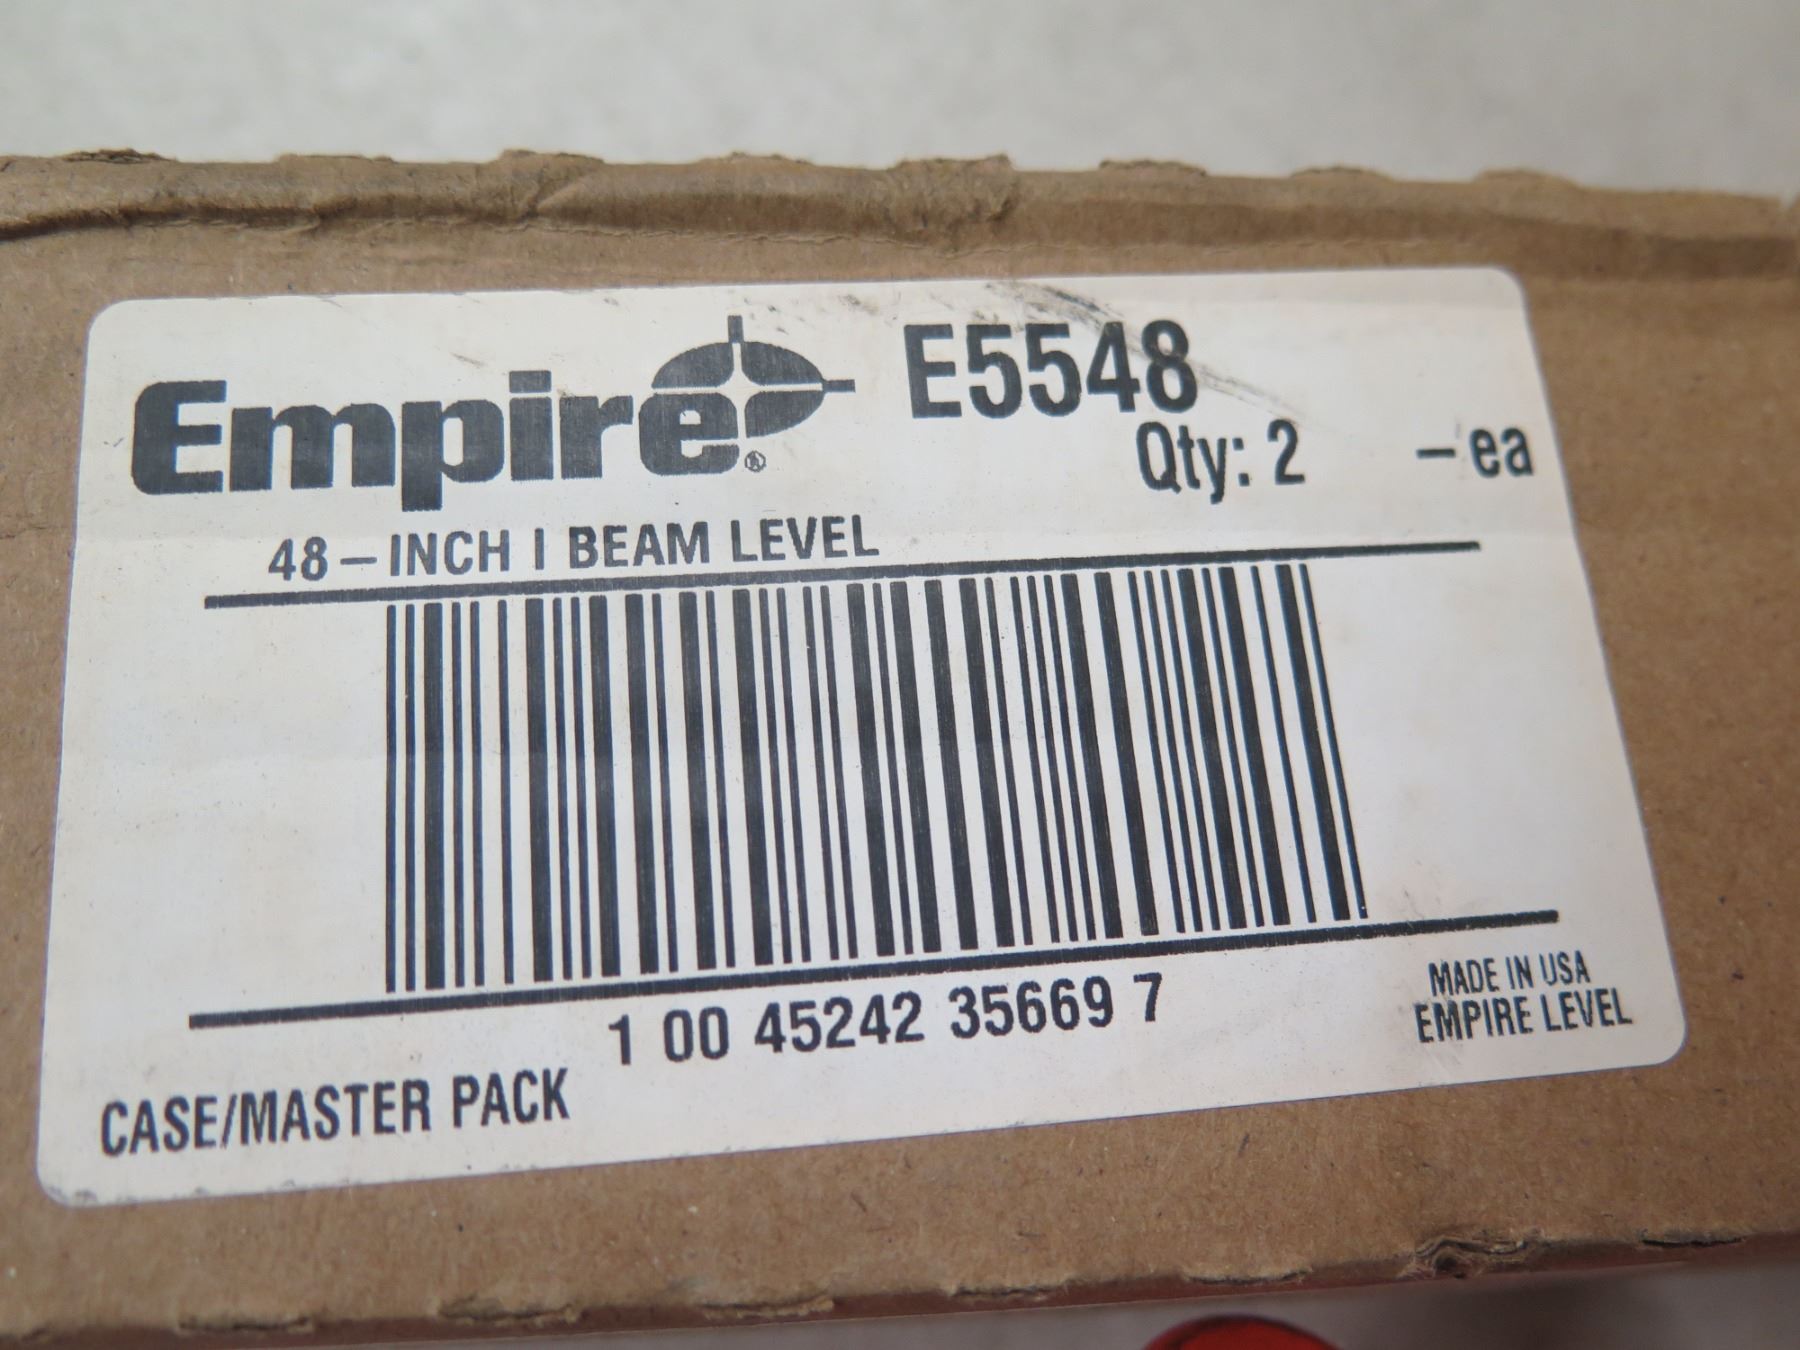 Empire® E5548
Qty: 2 - ea
48-INCH I BEAM LEVEL
1 00 45242 35669 7
MADE IN USA
EMPIRE LEVEL
CASE/MASTER PACK